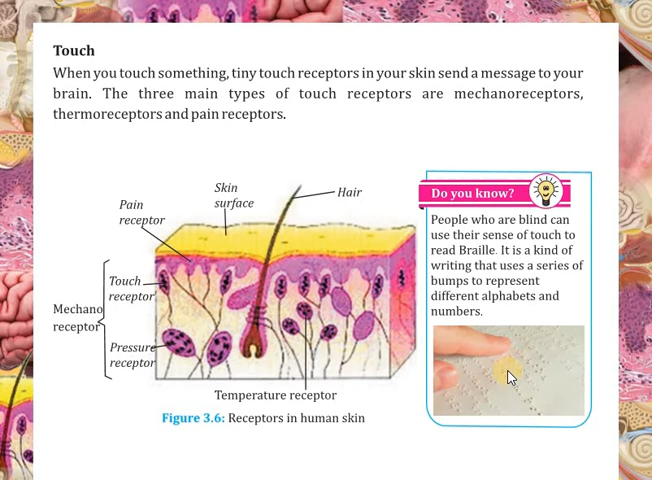 Touch
When you touch something, tiny touch receptors in your skin send a message to your
brain. The three main types of touch receptors are mechanoreceptors,
thermoreceptors and pain receptors.
Skin
surface
Hair
Pain
receptor
Touch
receptor
Mechano
receptor
Pressure
receptor
Temperature receptor
Figure 3.6: Receptors in human skin
Do you know?
People who are blind can
use their sense of touch to
read Braille. It is a kind of
writing that uses a series of
bumps to represent
different alphabets and
numbers.